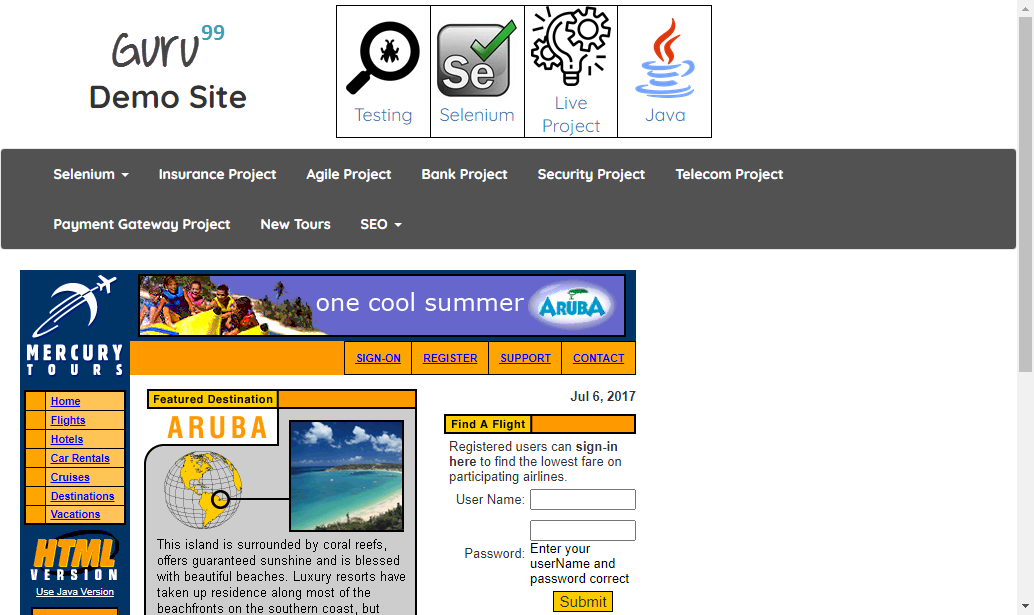 Guru99
Demo Site
Testing
Se
Selenium
Live
Project
Java
Selenium
Insurance Project
Agile Project
Bank Project
Security Project
Telecom Project
Payment Gateway Project
New Tours
SEO
one cool summer
ARUBA
MERCURY
TOURS
SIGN-ON
REGISTER
SUPPORT
CONTACT
Home
Flights
Hotels
Car Rentals
Cruises
Destinations
Vacations
HTML
VERSION
Use Java Version
Featured Destination
ARUBA
This island is surrounded by coral reefs,
offers guaranteed sunshine and is blessed
with beautiful beaches. Luxury resorts have
taken up residence along most of the
beachfronts on the southern coast, but
Jul 6, 2017
Find A Flight
Registered users can sign-in
here to find the lowest fare on
participating airlines.
User Name:
Password:
Enter your
userName and
password correct
Submit